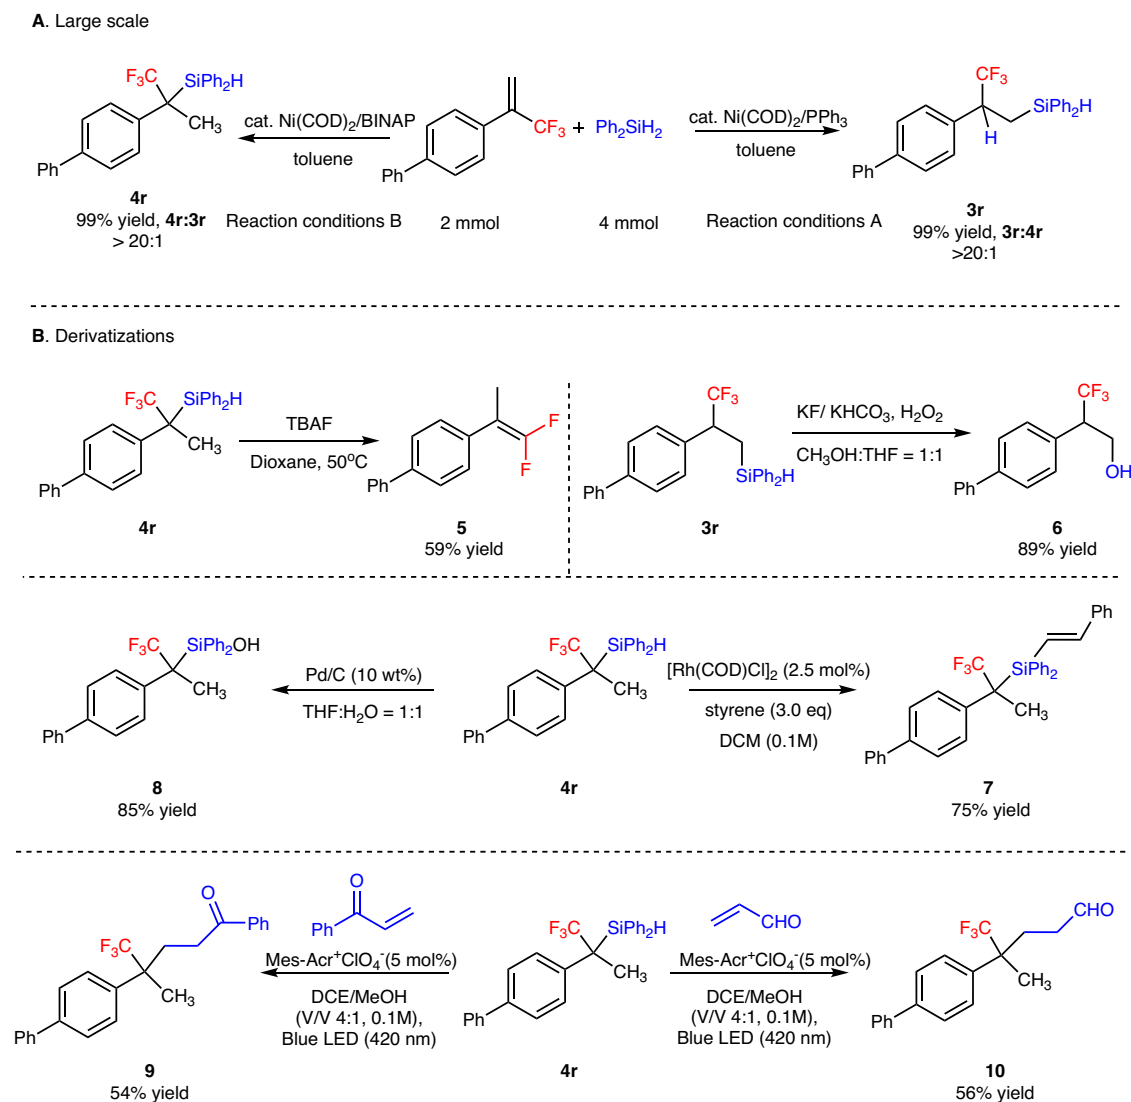 A. Large scale
F₃C SiPh₂H
CH₃
Ph
4r
99% yield, 4r:3r
> 20:1
cat. Ni(COD)₂/BINAP
toluene
Reaction conditions B
CF₃
Ph
2 mmol
+
Ph₂SiH₂
4 mmol
cat. Ni(COD)₂/PPh₃
toluene
Reaction conditions A
CF₃
SiPh₂H
H
Ph
3r
99% yield, 3r:4r
>20:1
B. Derivatizations
F₃C SiPh₂H
CH₃
Ph
4r
TBAF
Dioxane, 50ºC
F
F
Ph
5
59% yield
CF₃
SiPh₂H
Ph
3r
KF/ KHCO₃, H₂O₂
CH₃OH:THF = 1:1
CF₃
OH
Ph
6
89% yield
F₃C SiPh₂OH
CH₃
Ph
8
85% yield
Pd/C (10 wt%)
THF:H₂O = 1:1
F₃C SiPh₂H
CH₃
Ph
4r
[Rh(COD)Cl]₂ (2.5 mol%)
styrene (3.0 eq)
DCM (0.1M)
Ph
F₃C SiPh₂
CH₃
Ph
7
75% yield
O
Ph
F₃C
CH₃
Ph
9
54% yield
O
Ph
Mes-Acr⁺ClO₄⁻(5 mol%)
DCE/MeOH
(V/V 4:1, 0.1M),
Blue LED (420 nm)
F₃C SiPh₂H
CH₃
Ph
4r
CHO
Mes-Acr⁺ClO₄⁻(5 mol%)
DCE/MeOH
(V/V 4:1, 0.1M),
Blue LED (420 nm)
CHO
F₃C
CH₃
Ph
10
56% yield